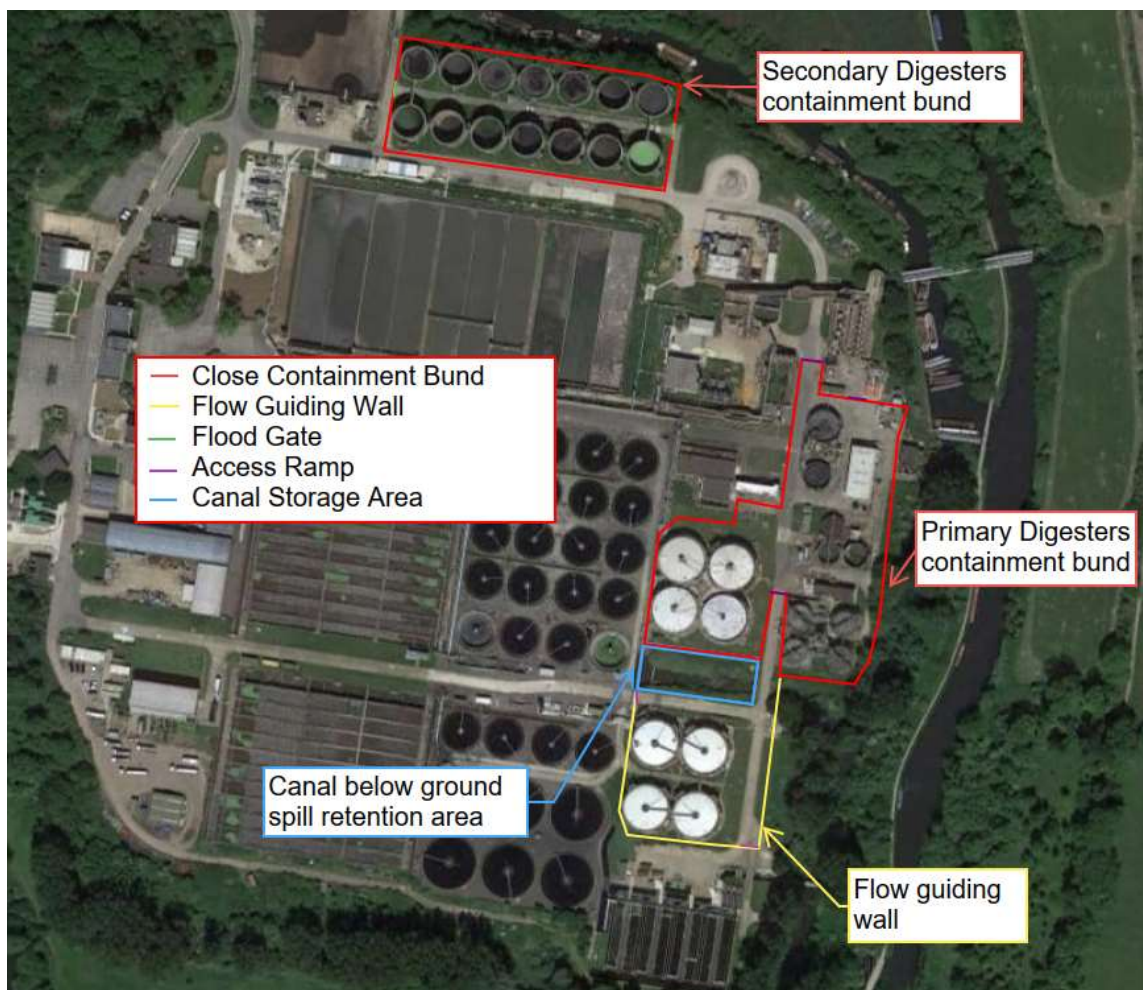 Secondary Digesters
containment bund
Close Containment Bund
Flow Guiding Wall
Flood Gate
Access Ramp
Canal Storage Area
Primary Digesters
containment bund
Canal below ground
spill retention area
Flow guiding
wall